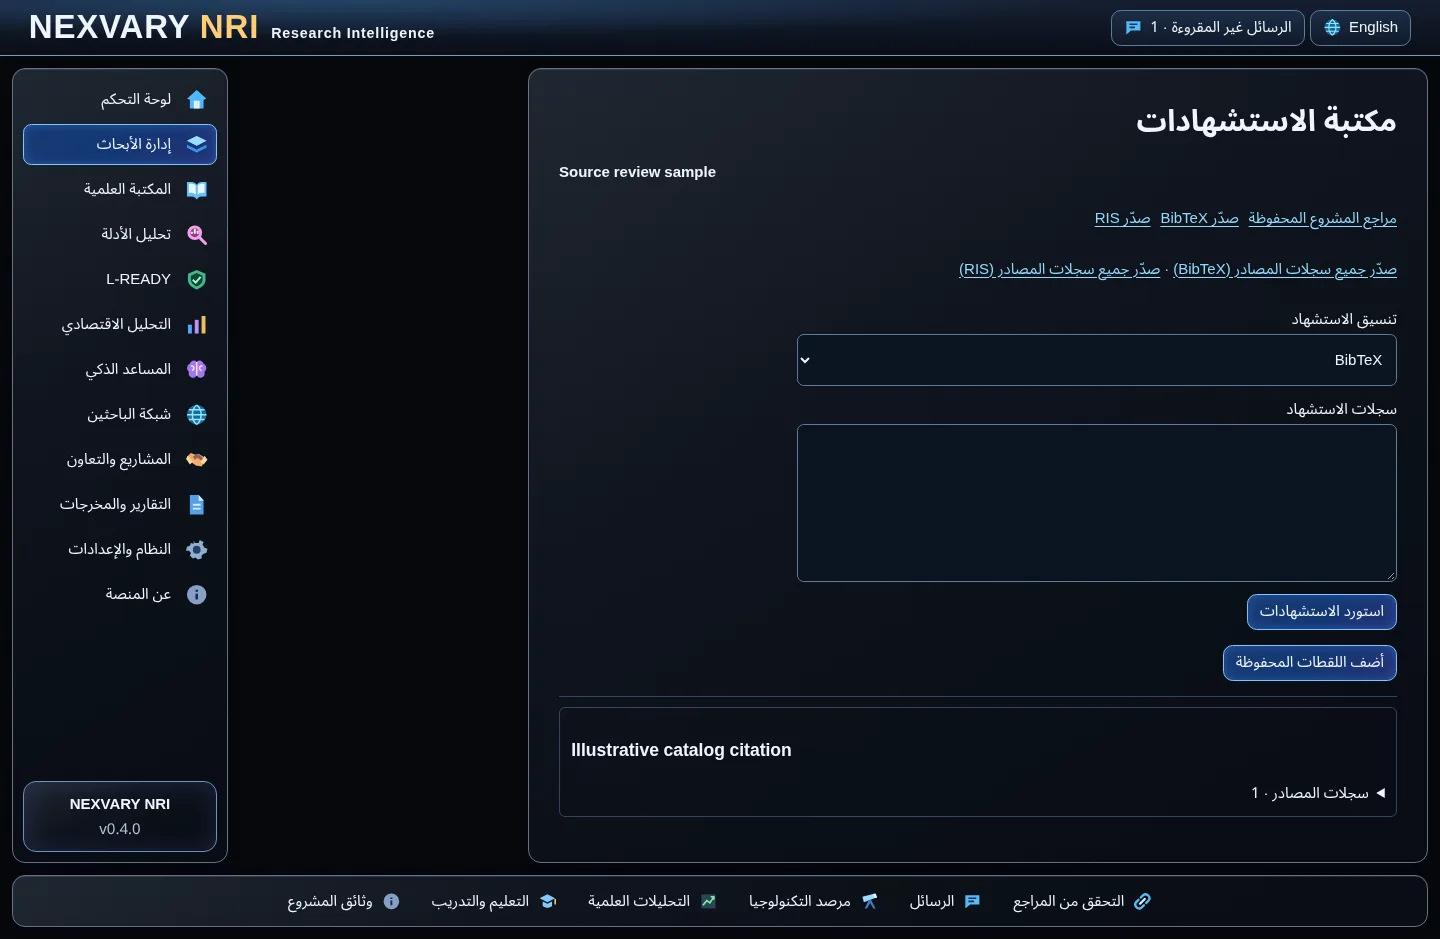 NEXVARY NRI Research Intelligence
الرسائل غير المقروءة · 1
English
لوحة التحكم
إدارة الأبحاث
المكتبة العلمية
تحليل الأدلة
L-READY
التحليل الاقتصادي
المساعد الذكي
شبكة الباحثين
المشاريع والتعاون
التقارير والمخرجات
النظام والإعدادات
عن المنصة
NEXVARY NRI
v0.4.0
مكتبة الاستشهادات
Source review sample
مراجع المشروع المحفوظة صدّر BibTeX صدّر RIS
صدّر جميع سجلات المصادر (BibTeX) · صدّر جميع سجلات المصادر (RIS)
تنسيق الاستشهاد
BibTeX
سجلات الاستشهاد
استورد الاستشهادات
أضف اللقطات المحفوظة
Illustrative catalog citation
سجلات المصادر · 1
التحقق من المراجع
الرسائل
مرصد التكنولوجيا
التحليلات العلمية
التعليم والتدريب
وثائق المشروع